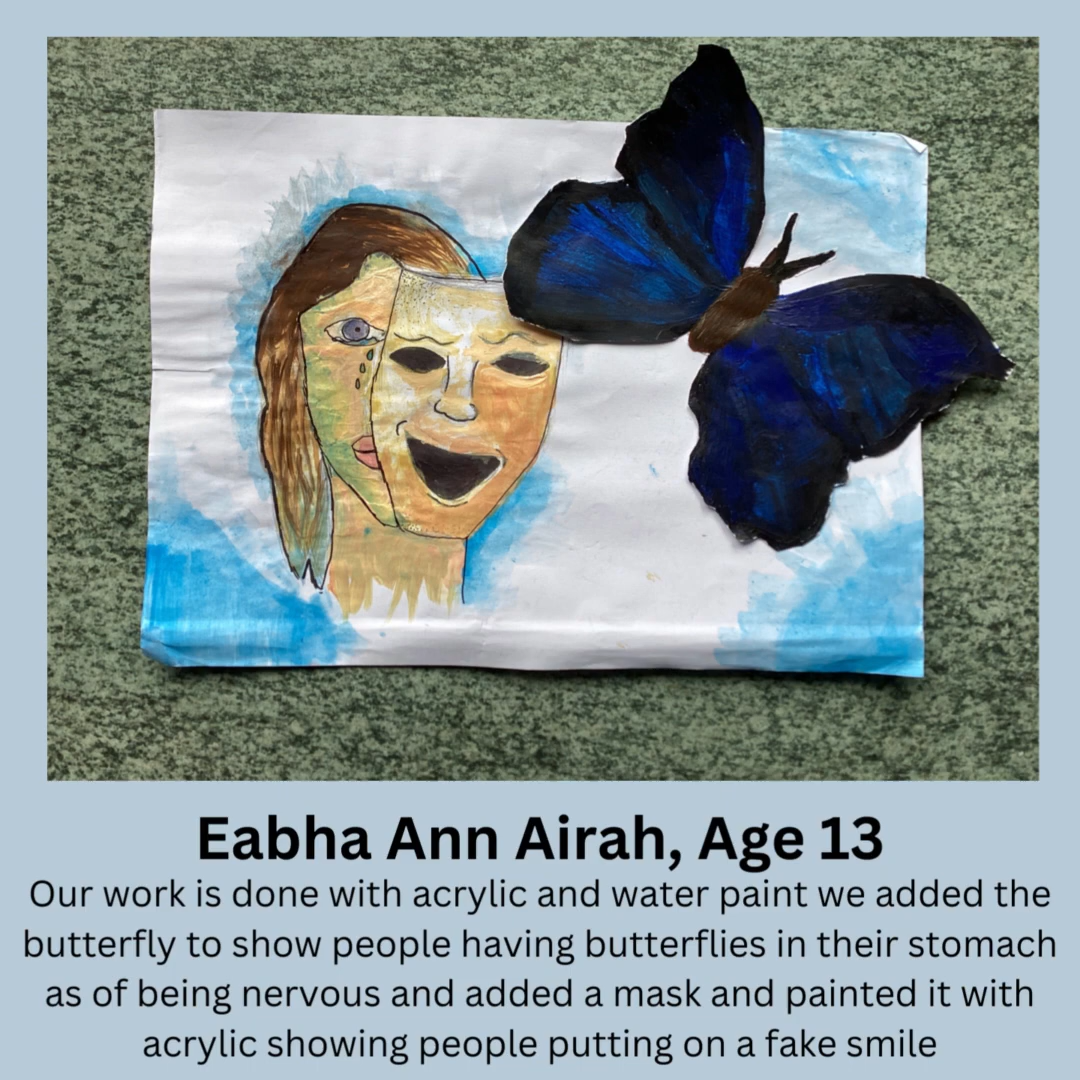 Eabha Ann Airah, Age 13
Our work is done with acrylic and water paint we added the
butterfly to show people having butterflies in their stomach
as of being nervous and added a mask and painted it with
acrylic showing people putting on a fake smile